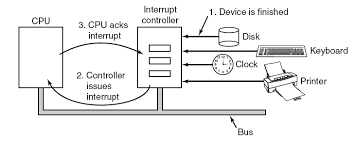 CPU
3. CPU acks
interrupt
2. Controller
issues
interrupt
Interrupt
controller
1. Device is finished
Disk
Keyboard
Clock
Printer
Bus